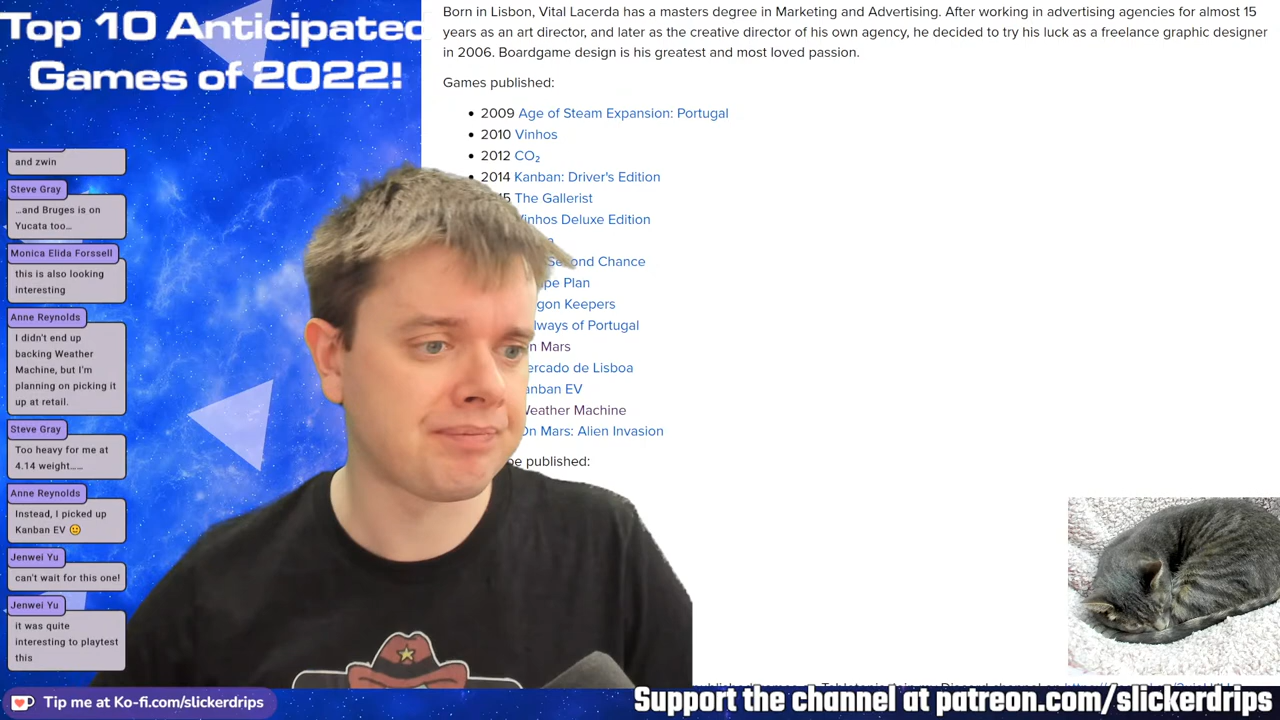 Top 10 Anticipated
Games of 2022!
and zwin
Steve Gray
…and Bruges is on
Yucata too…
Monica Elida Forssell
this is also looking
interesting
Anne Reynolds
I didn't end up
backing Weather
Machine, but I'm
planning on picking it
up at retail.
Steve Gray
Too heavy for me at
4.14 weight……
Anne Reynolds
Instead, I picked up
Kanban EV 🙂
Jenwei Yu
can't wait for this one!
Jenwei Yu
it was quite
interesting to playtest
this
Born in Lisbon, Vital Lacerda has a masters degree in Marketing and Advertising. After working in advertising agencies for almost 15
years as an art director, and later as the creative director of his own agency, he decided to try his luck as a freelance graphic designer
in 2006. Boardgame design is his greatest and most loved passion.
Games published:
2009 Age of Steam Expansion: Portugal
2010 Vinhos
2012 CO₂
2014 Kanban: Driver's Edition
The Gallerist
Vinhos Deluxe Edition
Second Chance
Plan
Keepers
of Portugal
On Mars
Mercado de Lisboa
Kanban EV
Weather Machine
On Mars: Alien Invasion
be published:
Tip me at Ko-fi.com/slickerdrips
Support the channel at patreon.com/slickerdrips